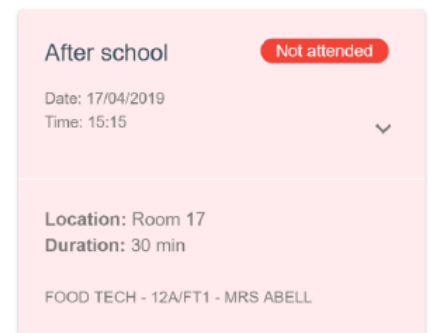 After school
Not attended
Date: 17/04/2019
Time: 15:15
Location: Room 17
Duration: 30 min
FOOD TECH - 12A/FT1 - MRS ABELL